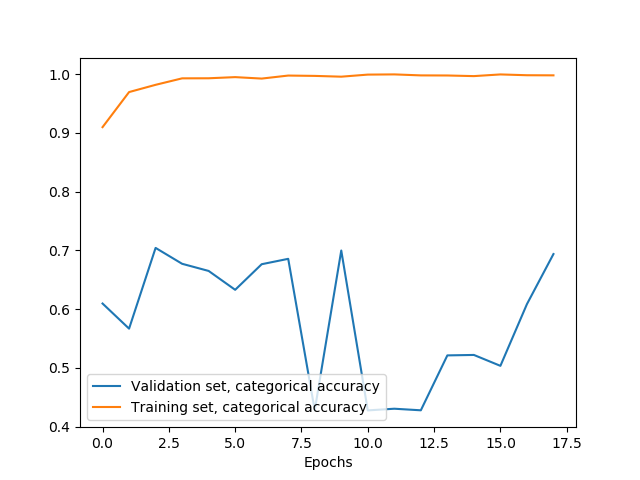 1.0
0.9
0.8
0.7
0.6
0.5
0.4
Validation set, categorical accuracy
Training set, categorical accuracy
0.0 2.5 5.0 7.5 10.0 12.5 15.0 17.5
Epochs